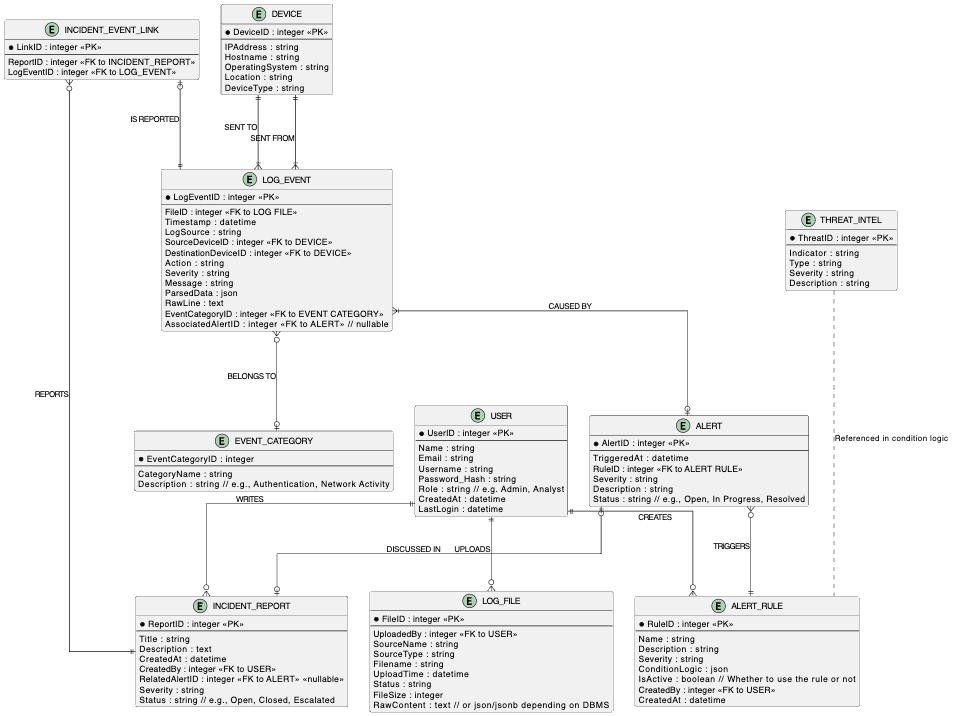 E INCIDENT_EVENT_LINK
● LinkID : integer «PK»
ReportID : integer «FK to INCIDENT_REPORT»
LogEventID : integer «FK to LOG_EVENT»
E DEVICE
● DeviceID : integer «PK»
IPAddress : string
Hostname : string
OperatingSystem : string
Location : string
DeviceType : string
IS REPORTED
SENT TO
SENT FROM
E LOG_EVENT
● LogEventID : integer «PK»
FileID : integer «FK to LOG FILE»
Timestamp : datetime
LogSource : string
SourceDeviceID : integer «FK to DEVICE»
DestinationDeviceID : integer «FK to DEVICE»
Action : string
Severity : string
Message : string
ParsedData : json
RawLine : text
EventCategoryID : integer «FK to EVENT CATEGORY»
AssociatedAlertID : integer «FK to ALERT» // nullable
E THREAT_INTEL
● ThreatID : integer «PK»
Indicator : string
Type : string
Severity : string
Description : string
CAUSED BY
BELONGS TO
REPORTS
Referenced in condition logic
E EVENT_CATEGORY
● EventCategoryID : integer
CategoryName : string
Description : string // e.g., Authentication, Network Activity
E USER
● UserID : integer «PK»
Name : string
Email : string
Username : string
Password_Hash : string
Role : string // e.g. Admin, Analyst
CreatedAt : datetime
LastLogin : datetime
E ALERT
● AlertID : integer «PK»
TriggeredAt : datetime
RuleID : integer «FK to ALERT RULE»
Severity : string
Description : string
Status : string // e.g., Open, In Progress, Resolved
WRITES
CREATES
DISCUSSED IN
UPLOADS
TRIGGERS
E INCIDENT_REPORT
● ReportID : integer «PK»
Title : string
Description : text
CreatedAt : datetime
CreatedBy : integer «FK to USER»
RelatedAlertID : integer «FK to ALERT» «nullable»
Severity : string
Status : string // e.g., Open, Closed, Escalated
E LOG_FILE
● FileID : integer «PK»
UploadedBy : integer «FK to USER»
SourceName : string
SourceType : string
Filename : string
UploadTime : datetime
Status : string
FileSize : integer
RawContent : text // or json/jsonb depending on DBMS
E ALERT_RULE
● RuleID : integer «PK»
Name : string
Description : string
Severity : string
ConditionLogic : json
IsActive : boolean // Whether to use the rule or not
CreatedBy : integer «FK to USER»
CreatedAt : datetime